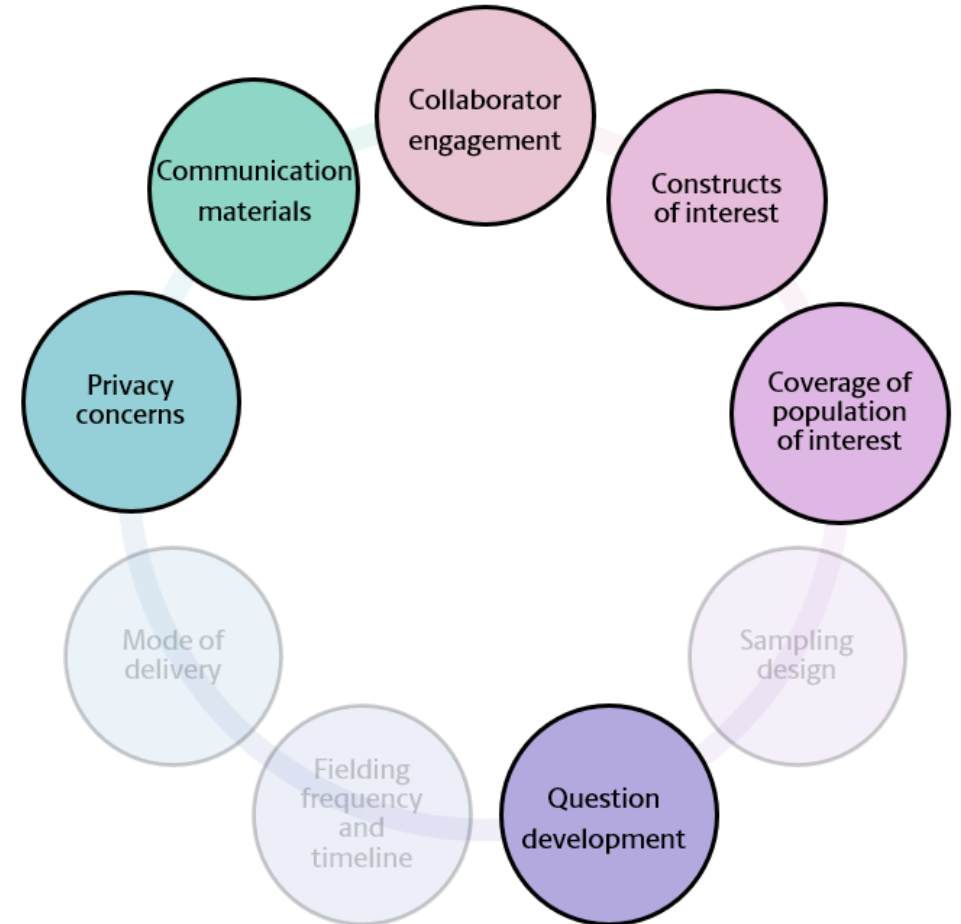 Collaborator
engagement
Constructs
of interest
Coverage of
population
of interest
Sampling
design
Question
development
Fielding
frequency
and
timeline
Mode of
delivery
Privacy
concerns
Communication
materials